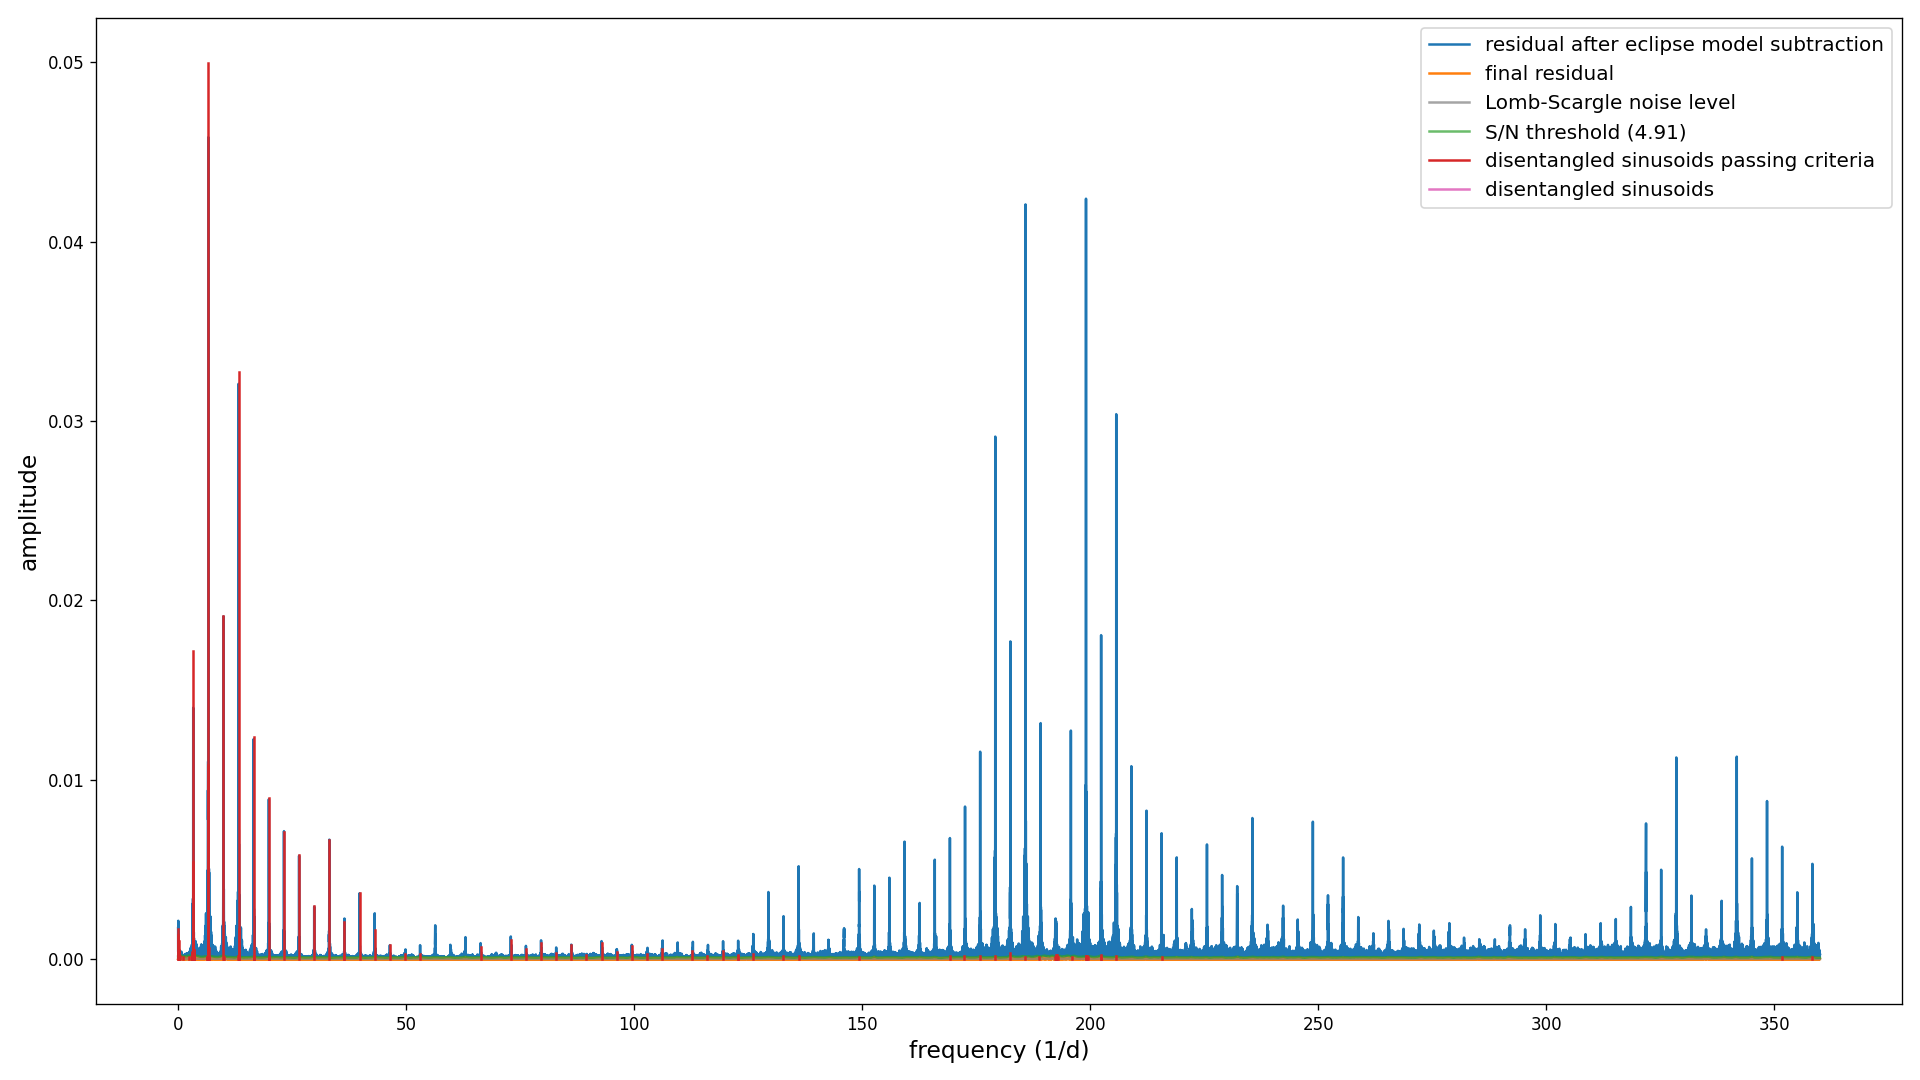 residual after eclipse model subtraction
final residual
Lomb-Scargle noise level
S/N threshold (4.91)
disentangled sinusoids passing criteria
disentangled sinusoids
0.05
0.04
0.03
0.02
0.01
0.00
amplitude
0 50 100 150 200 250 300 350
frequency (1/d)